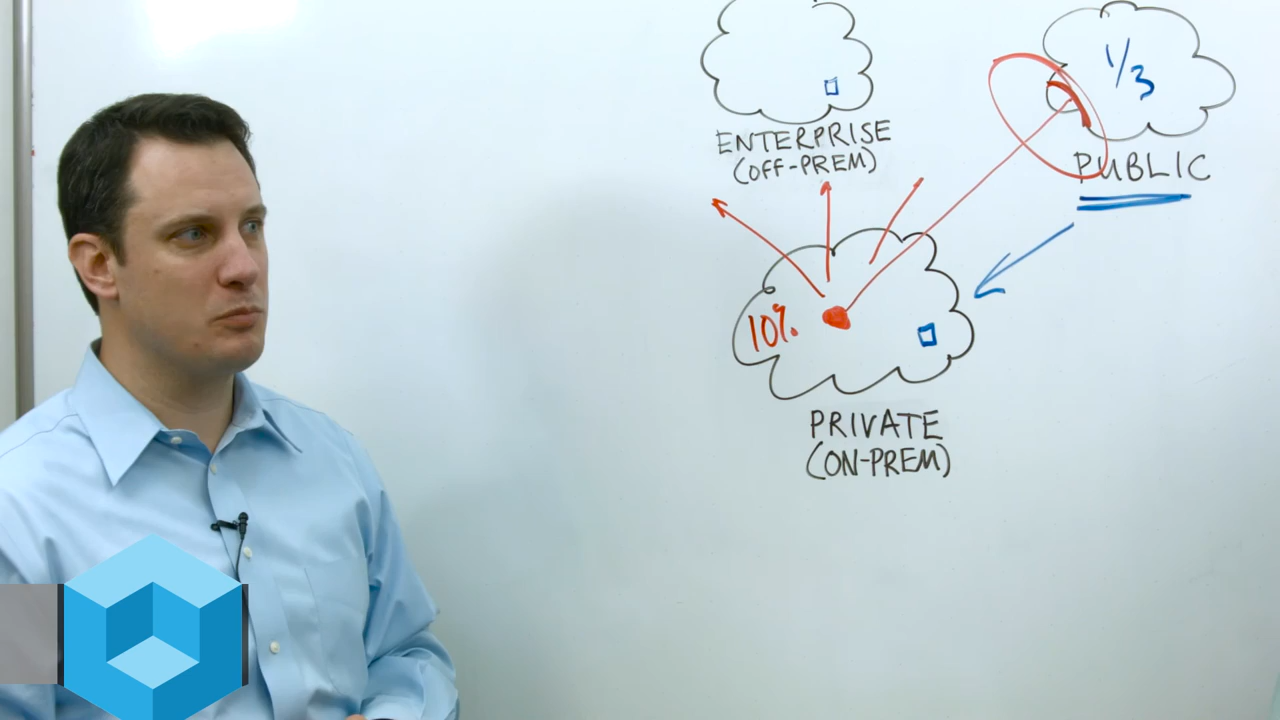 1/3
ENTERPRISE
(OFF-PREM)
PUBLIC
10%
PRIVATE
(ON-PREM)